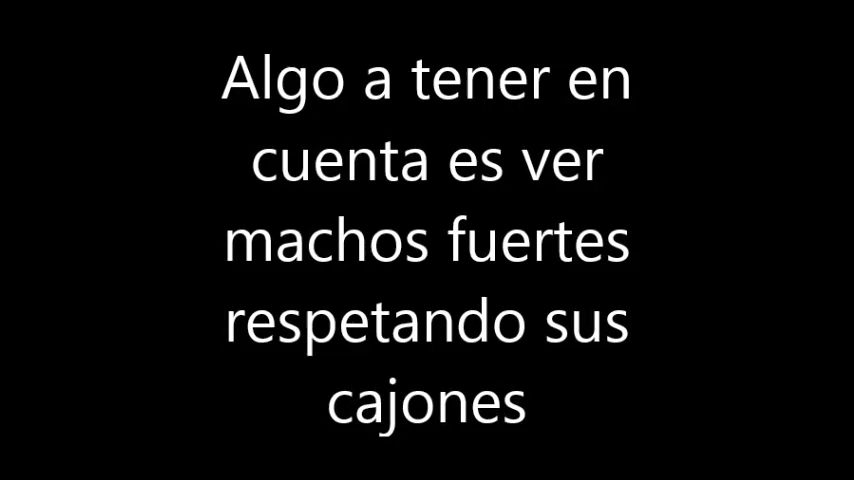 Algo a tener en
cuenta es ver
machos fuertes
respetando sus
cajones